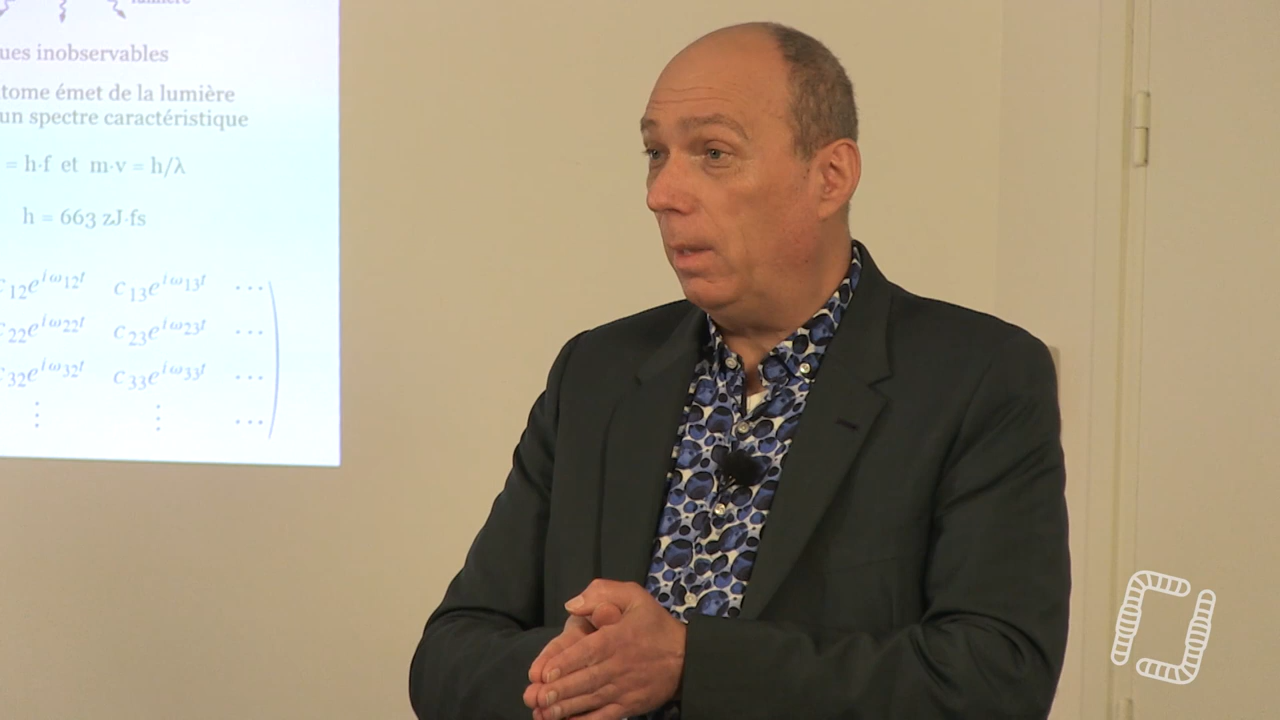 lumière
ues inobservables
tome émet de la lumière
un spectre caractéristique
= h·f et m·v = h/λ
h = 663 zJ·fs
c₁₂e^{iω₁₂t} c₁₃e^{iω₁₃t} ···
c₂₂e^{iω₂₂t} c₂₃e^{iω₂₃t} ···
c₃₂e^{iω₃₂t} c₃₃e^{iω₃₃t} ···
⋮ ⋮ ···